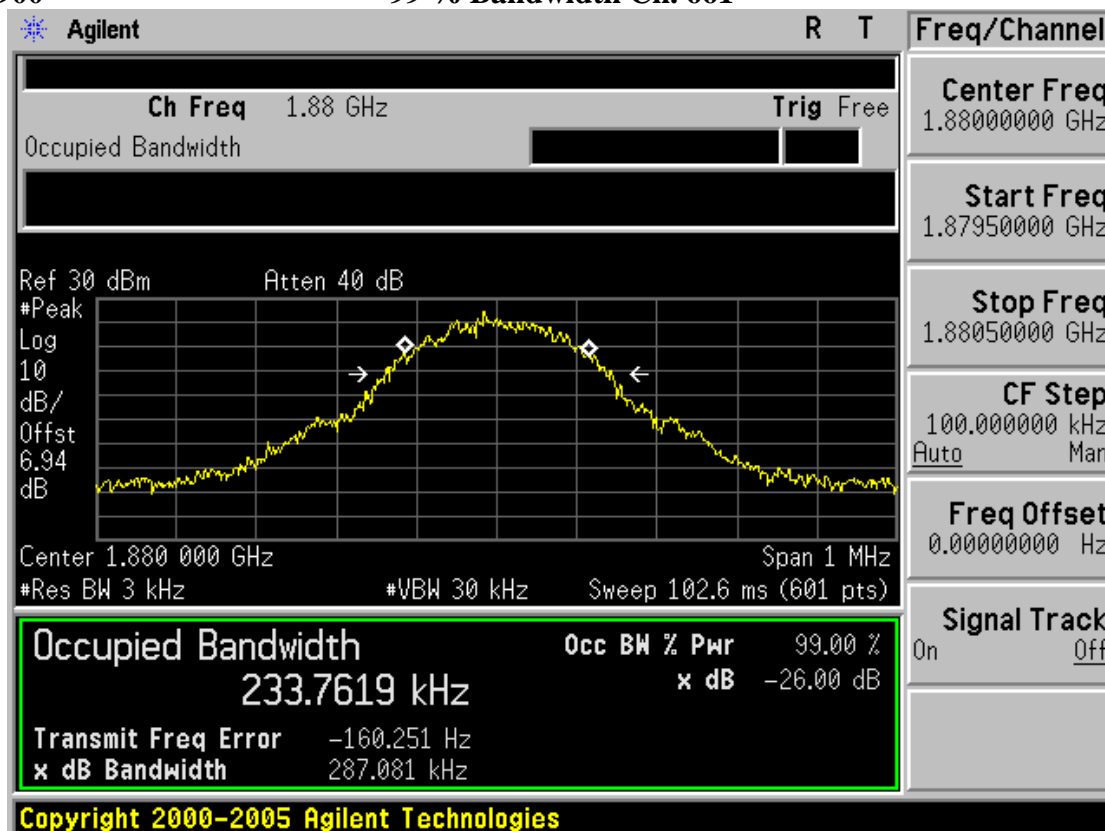 99 % Bandwidth Ch. 661
Agilent R T
Freq/Channel
Ch Freq 1.88 GHz Trig Free
Occupied Bandwidth
Center Freq
1.88000000 GHz
Start Freq
1.87950000 GHz
Stop Freq
1.88050000 GHz
CF Step
100.000000 kHz
Auto Man
Freq Offset
0.00000000 Hz
Signal Track
On Off
Ref 30 dBm Atten 40 dB
#Peak
Log
10
dB/
Offst
6.94
dB
Center 1.880 000 GHz Span 1 MHz
#Res BW 3 kHz #VBW 30 kHz Sweep 102.6 ms (601 pts)
Occupied Bandwidth
233.7619 kHz
Occ BW % Pwr 99.00 %
x dB -26.00 dB
Transmit Freq Error -160.251 Hz
x dB Bandwidth 287.081 kHz
Copyright 2000-2005 Agilent Technologies